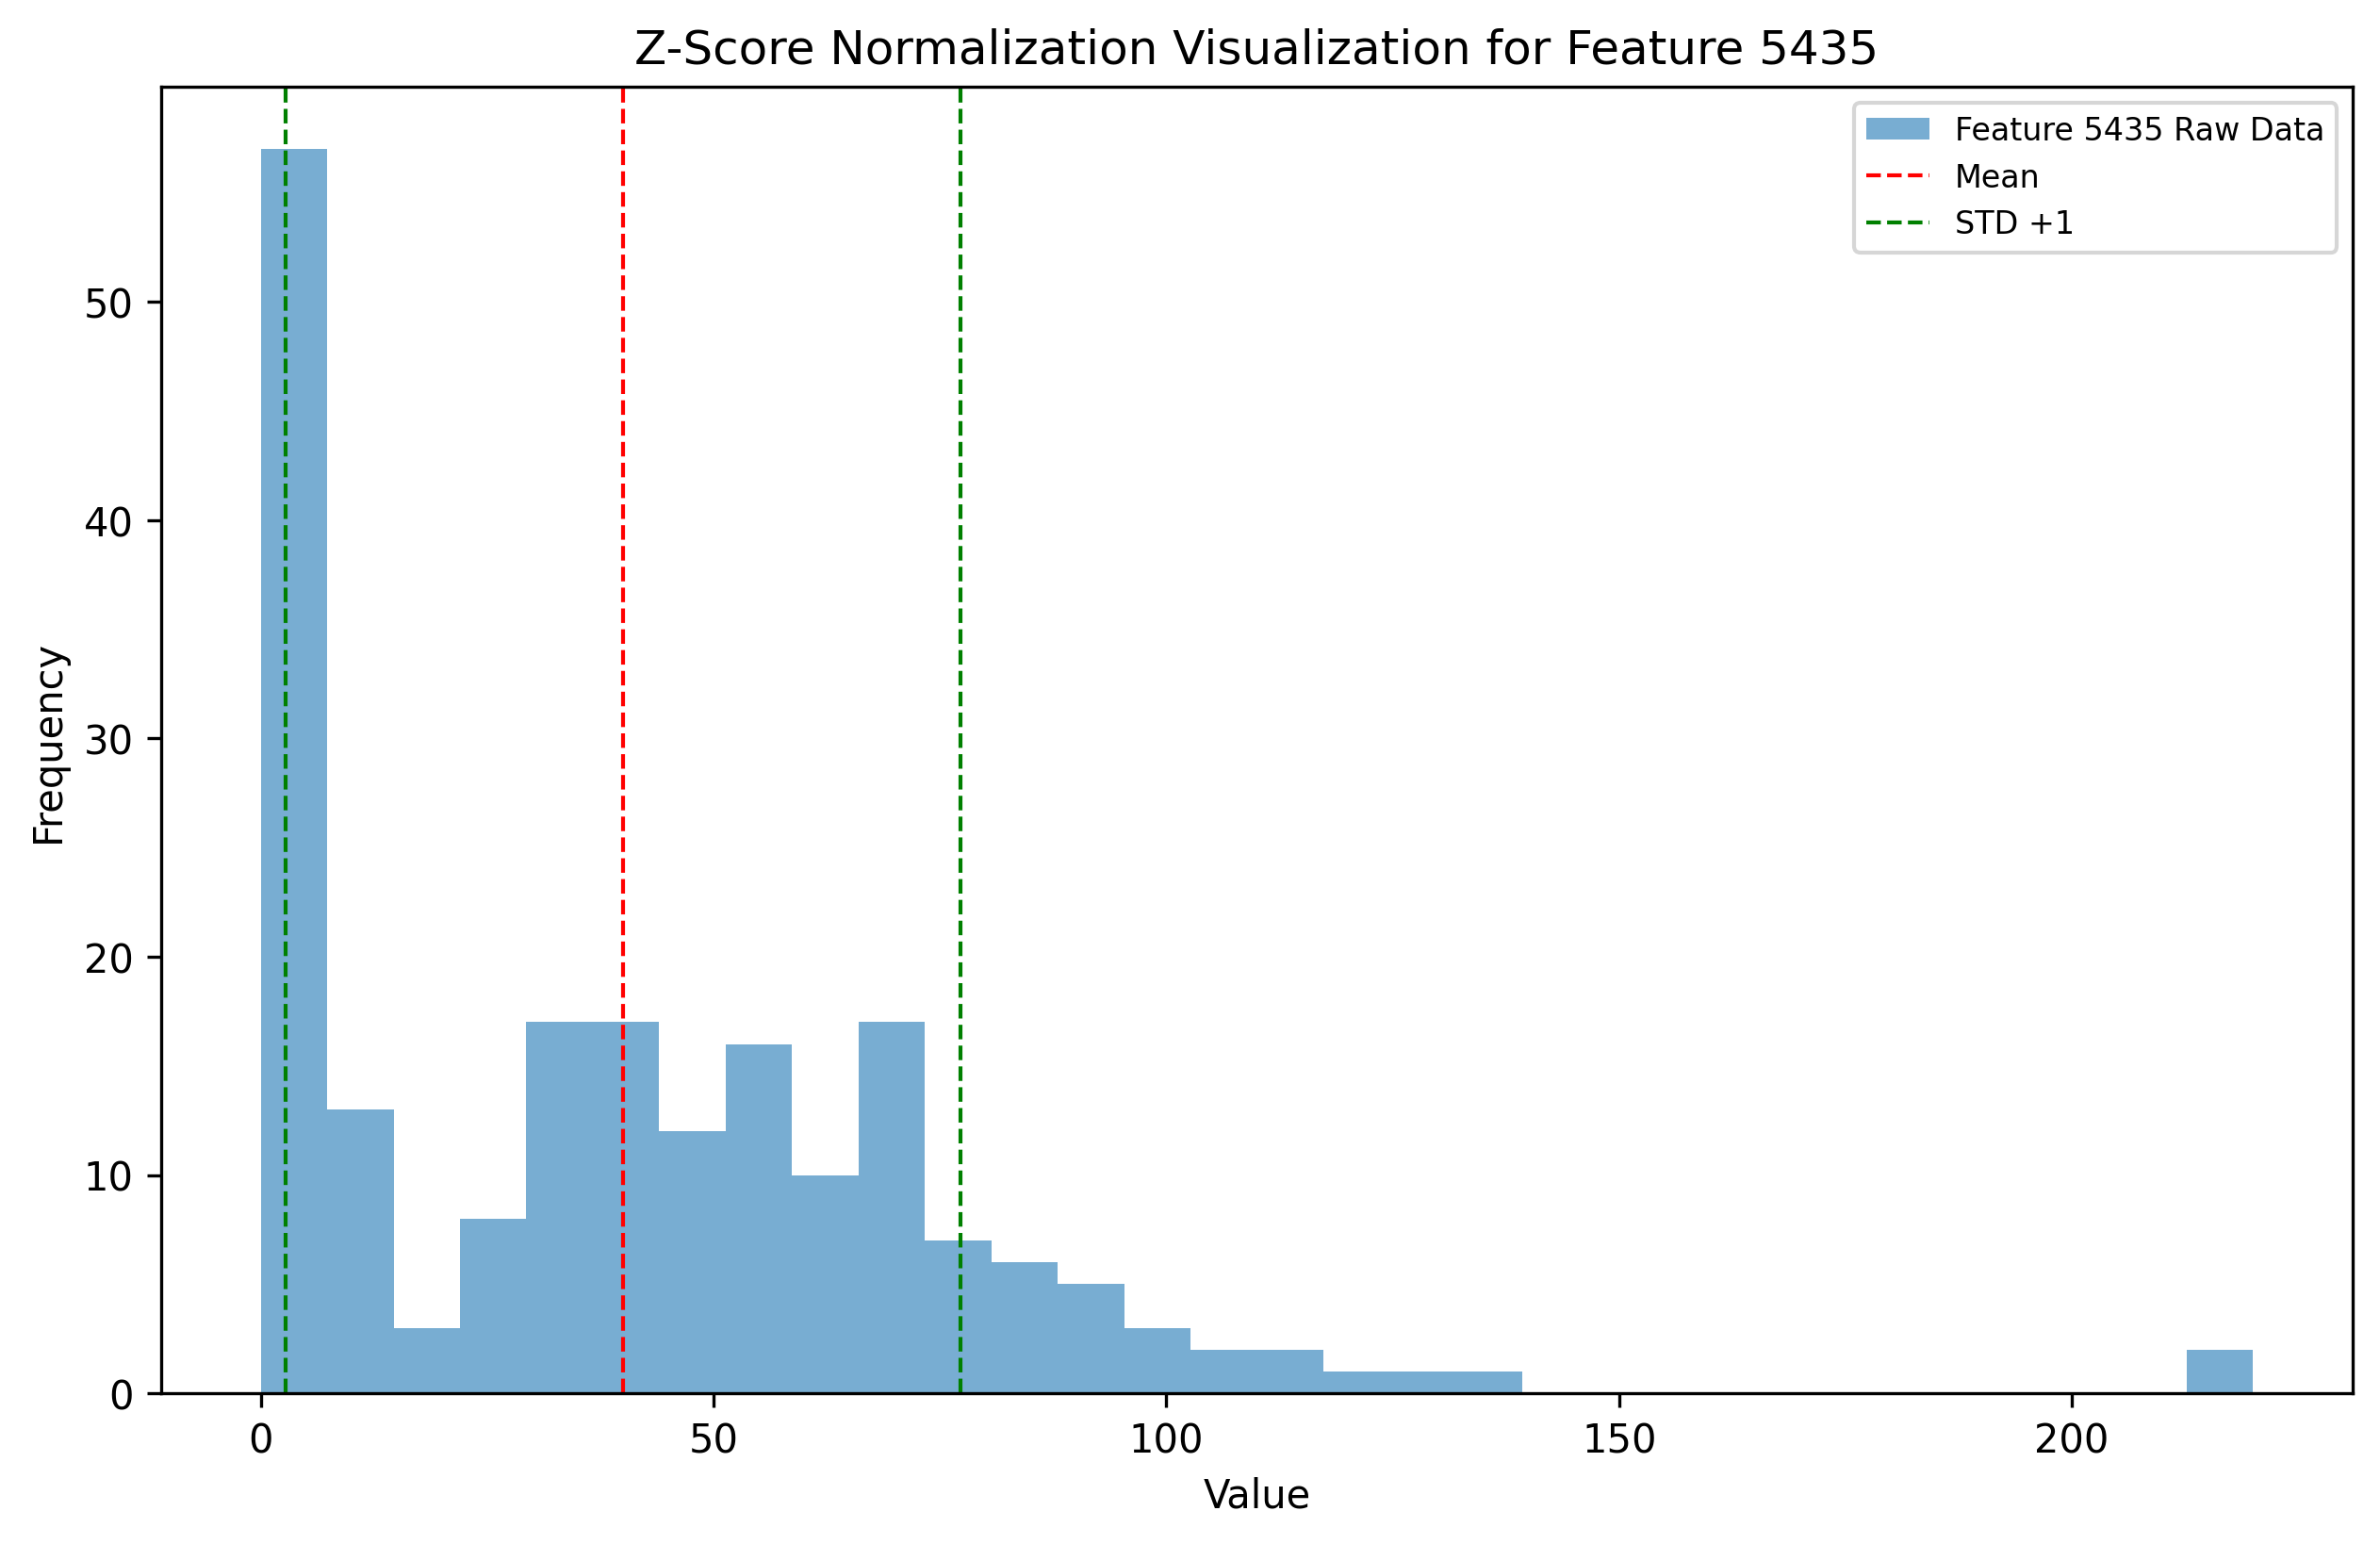 Z-Score Normalization Visualization for Feature 5435
Feature 5435 Raw Data
Mean
STD +1
Frequency
50
40
30
20
10
0
0 50 100 150 200
Value